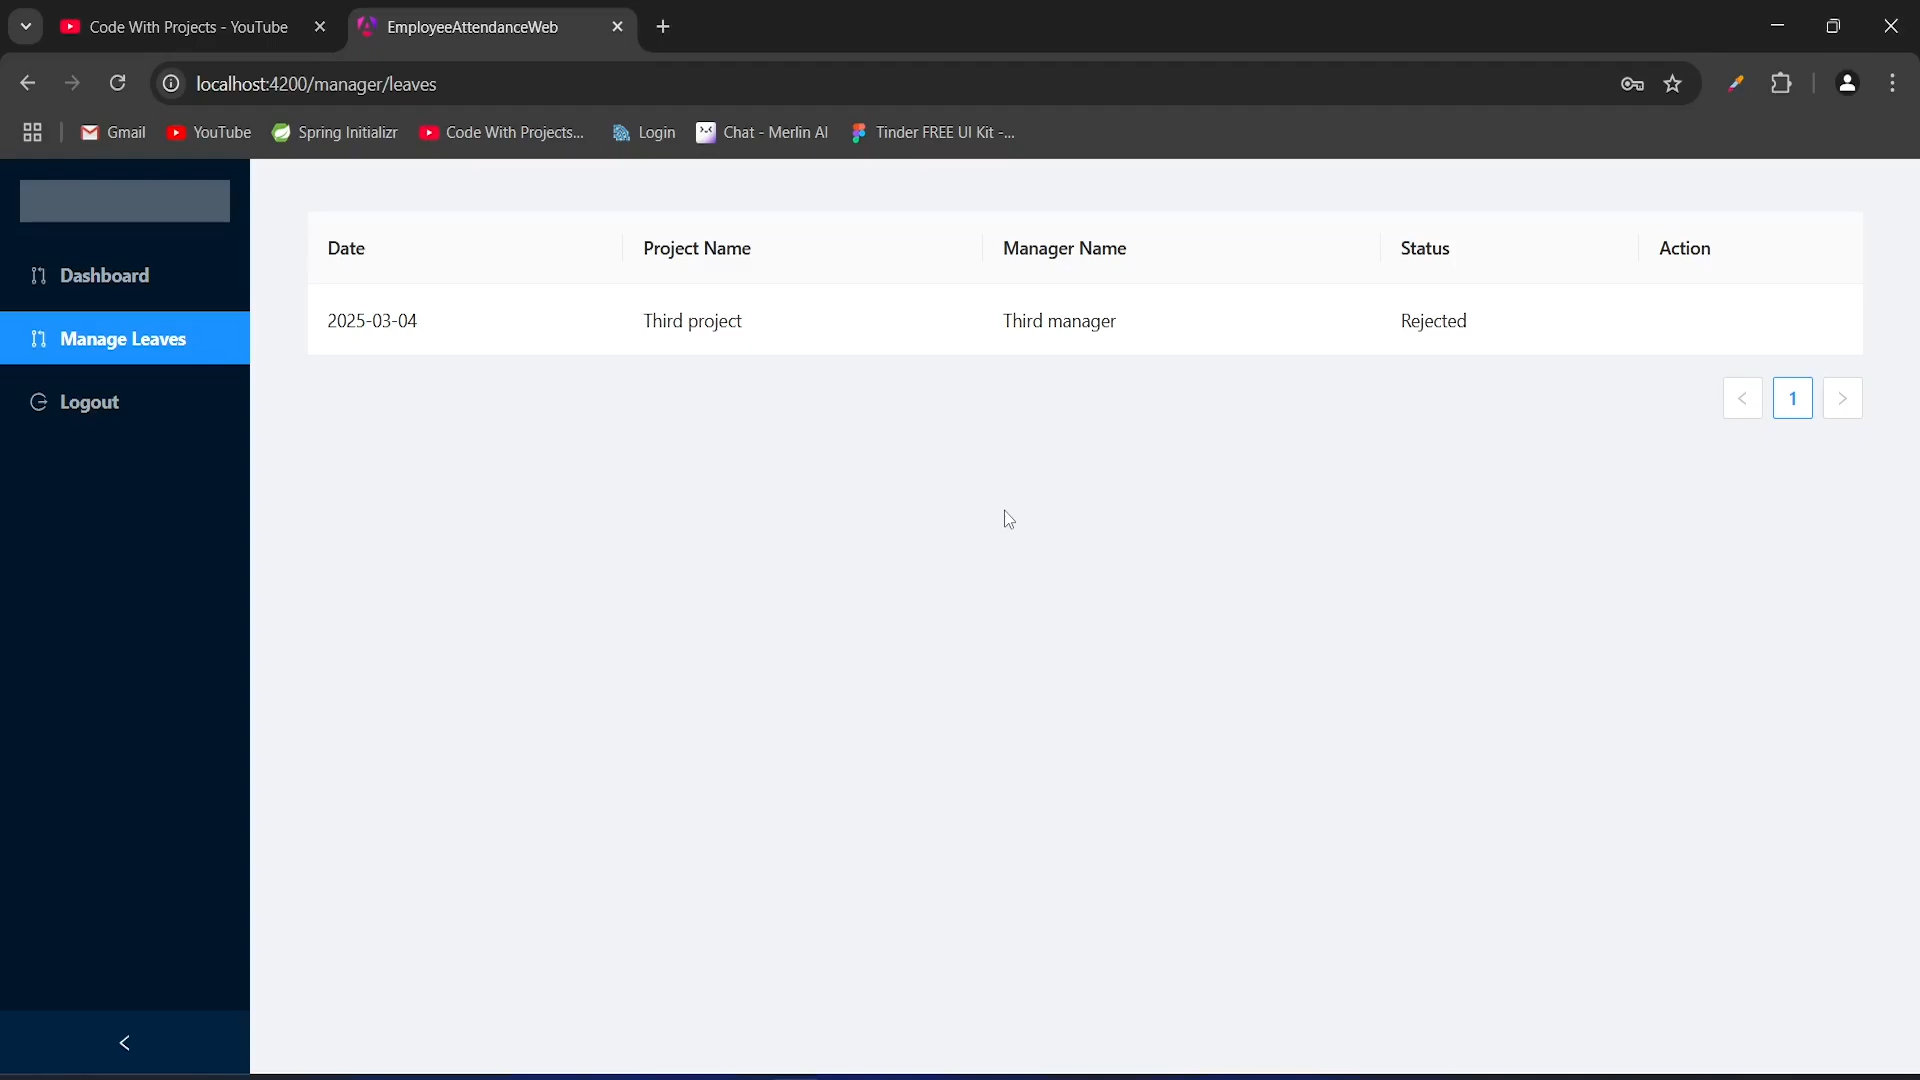 Code With Projects - YouTube
EmployeeAttendanceWeb
localhost:4200/manager/leaves
Gmail
YouTube
Spring Initializr
Code With Projects...
Login
Chat - Merlin AI
Tinder FREE UI Kit -...
Dashboard
Manage Leaves
Logout
Date Project Name Manager Name Status Action
2025-03-04 Third project Third manager Rejected
< 1 >